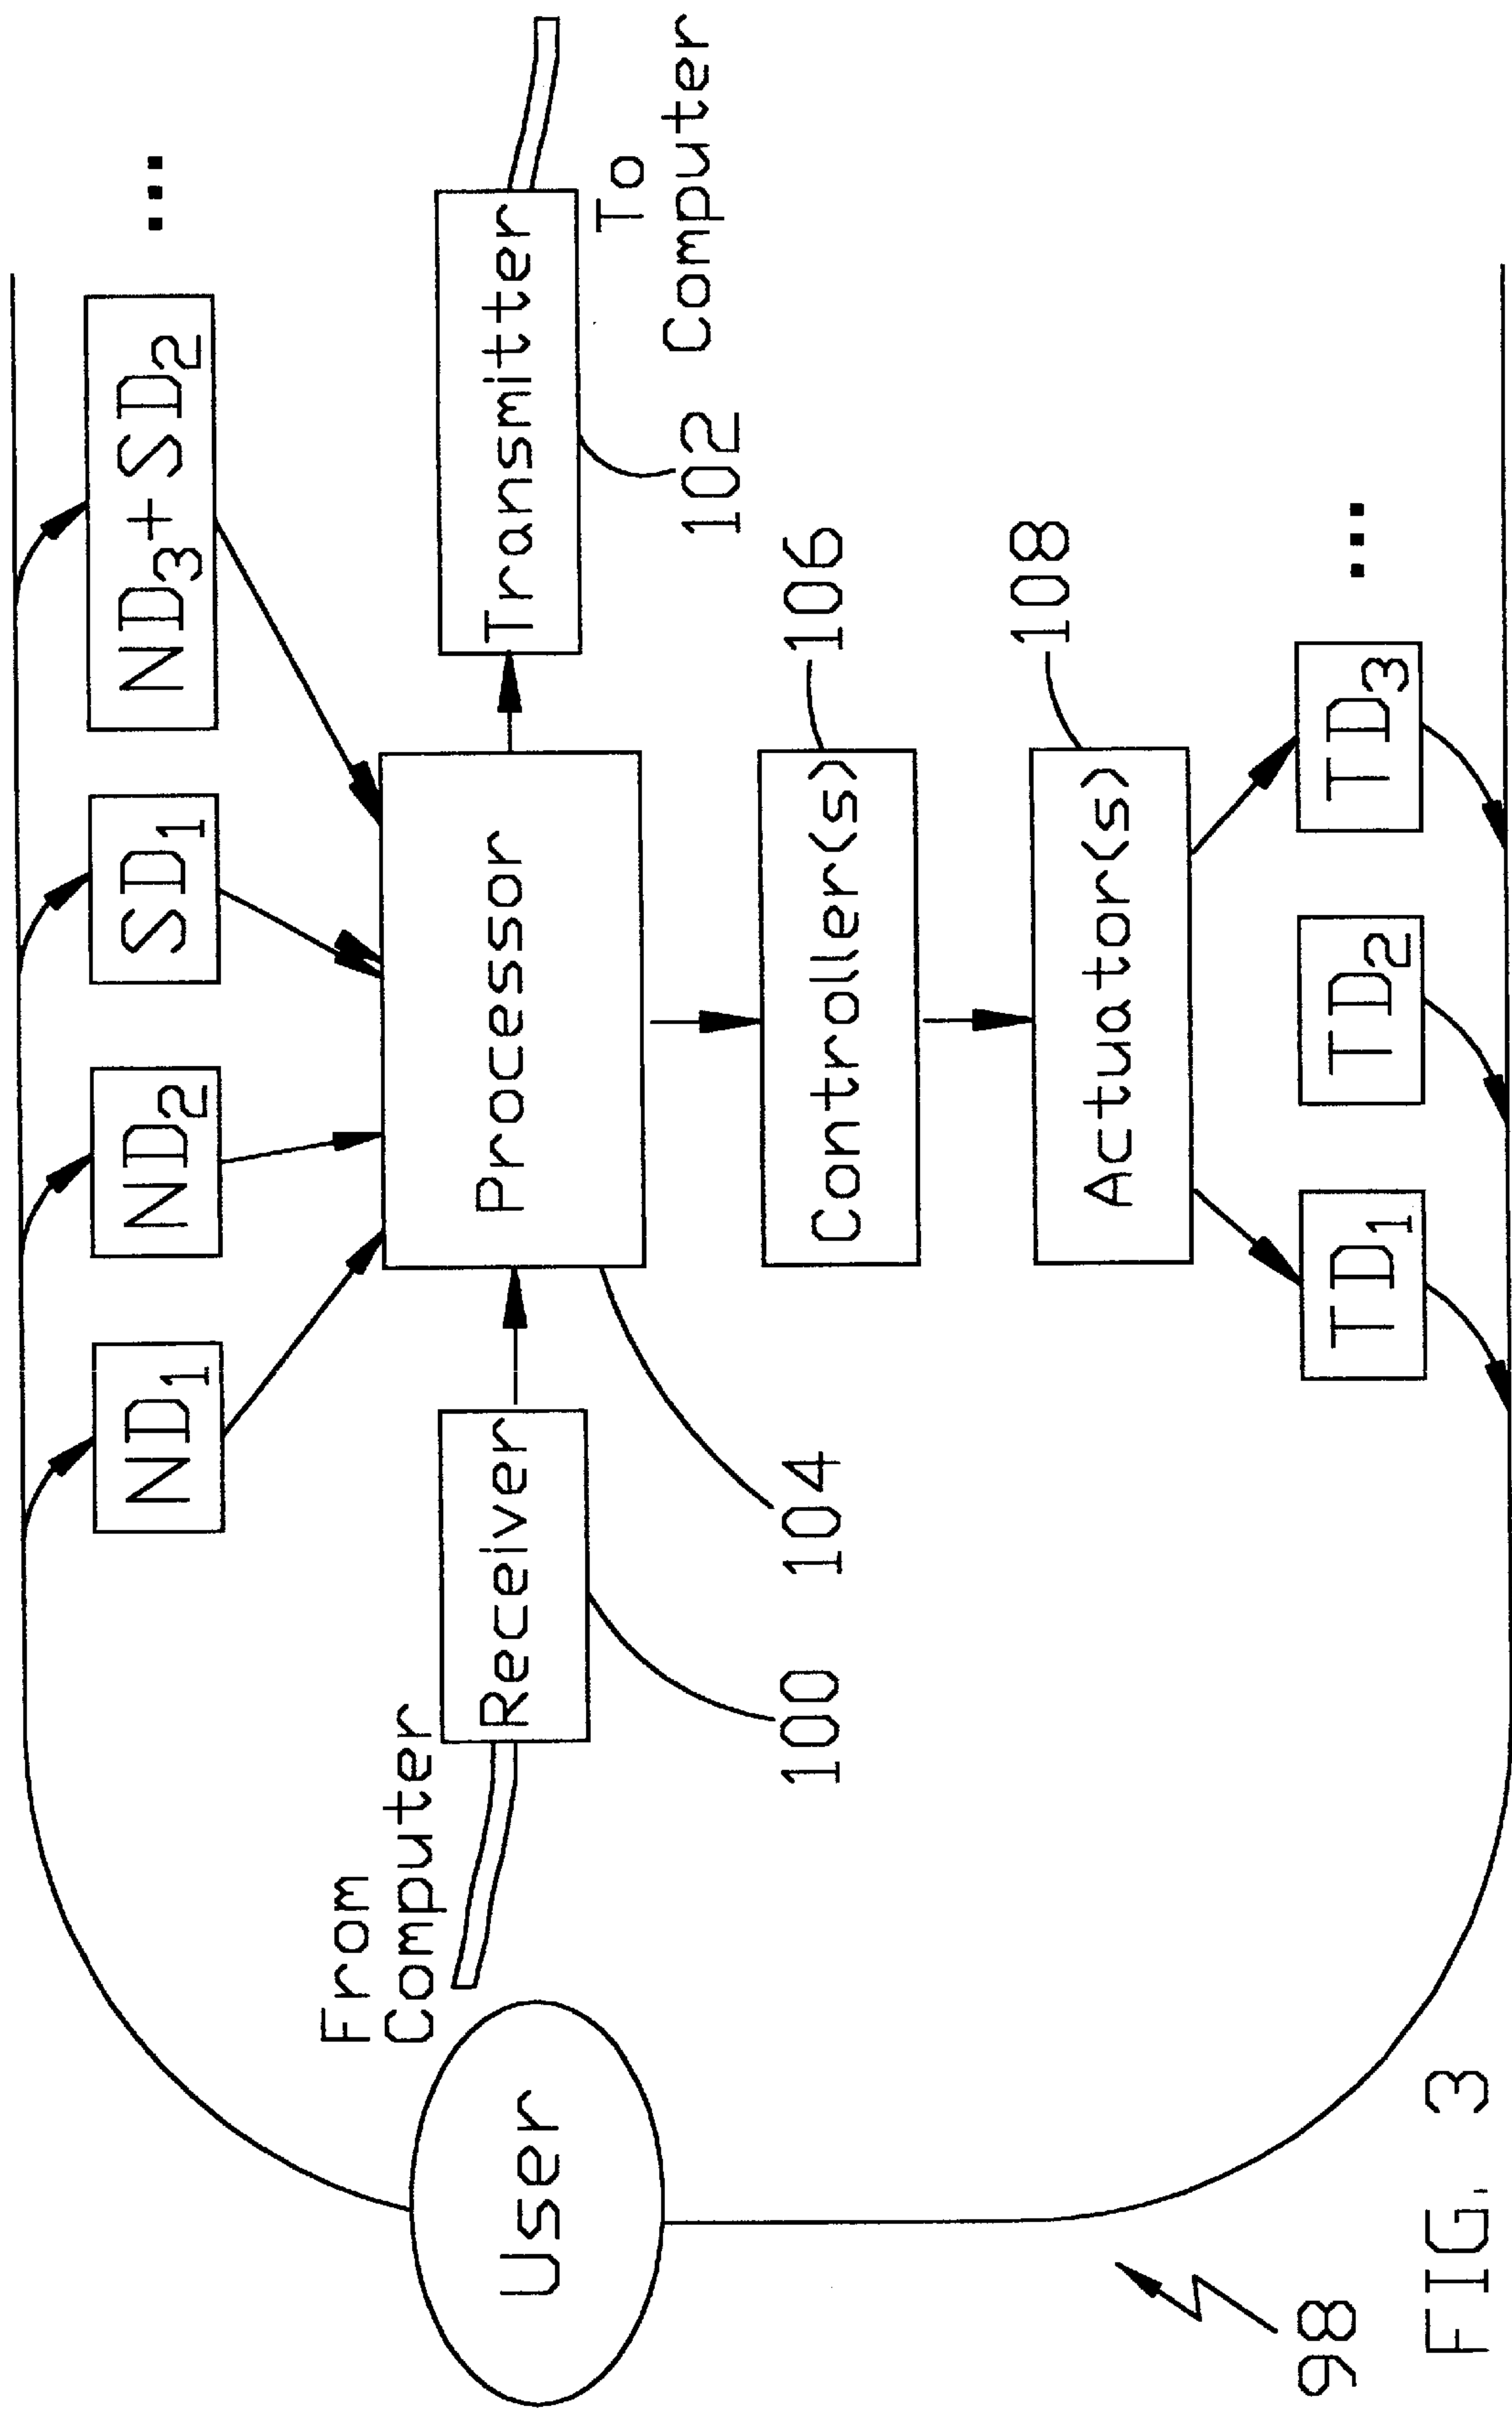 ND1
ND2
SD1
ND3+SD2
...
From
Computer
User
Receiver
Processor
Transmitter
To
Computer
100
104
102
Controller(s)
106
Actuator(s)
108
TD1
TD2
TD3
...
98
FIG. 3